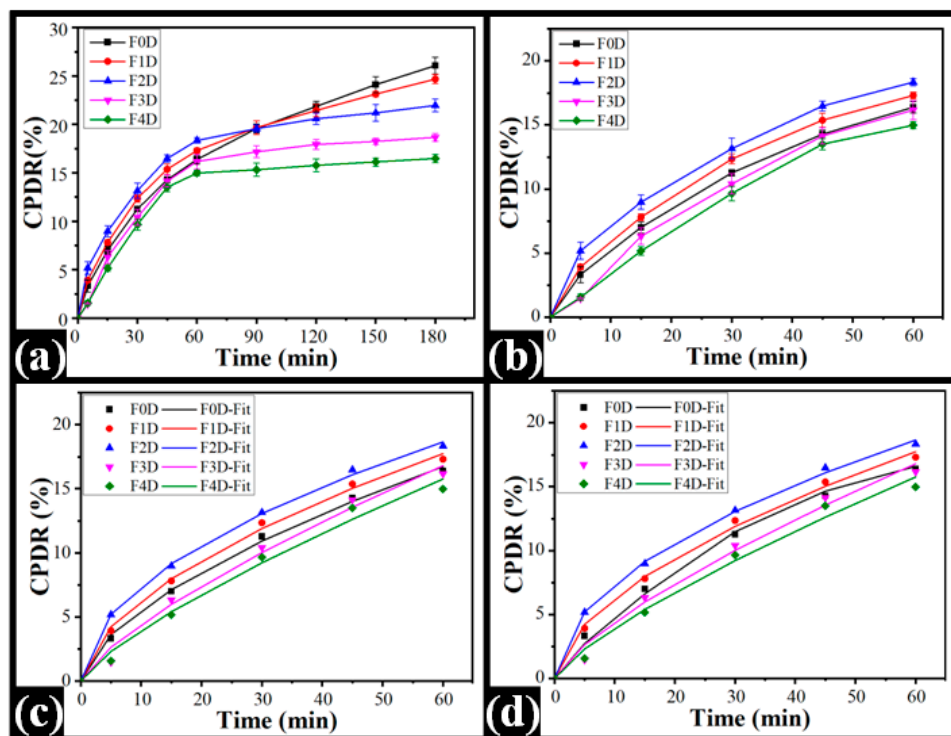 30
25
20
15
10
5
0
CPDR(%)
F0D
F1D
F2D
F3D
F4D
0 30 60 90 120 150 180
Time (min)
(a)
20
15
10
5
0
CPDR(%)
F0D
F1D
F2D
F3D
F4D
0 10 20 30 40 50 60
Time (min)
(b)
20
15
10
5
0
CPDR (%)
F0D F0D-Fit
F1D F1D-Fit
F2D F2D-Fit
F3D F3D-Fit
F4D F4D-Fit
0 10 20 30 40 50 60
Time (min)
(c)
20
15
10
5
0
CPDR (%)
F0D F0D-Fit
F1D F1D-Fit
F2D F2D-Fit
F3D F3D-Fit
F4D F4D-Fit
0 10 20 30 40 50 60
Time (min)
(d)